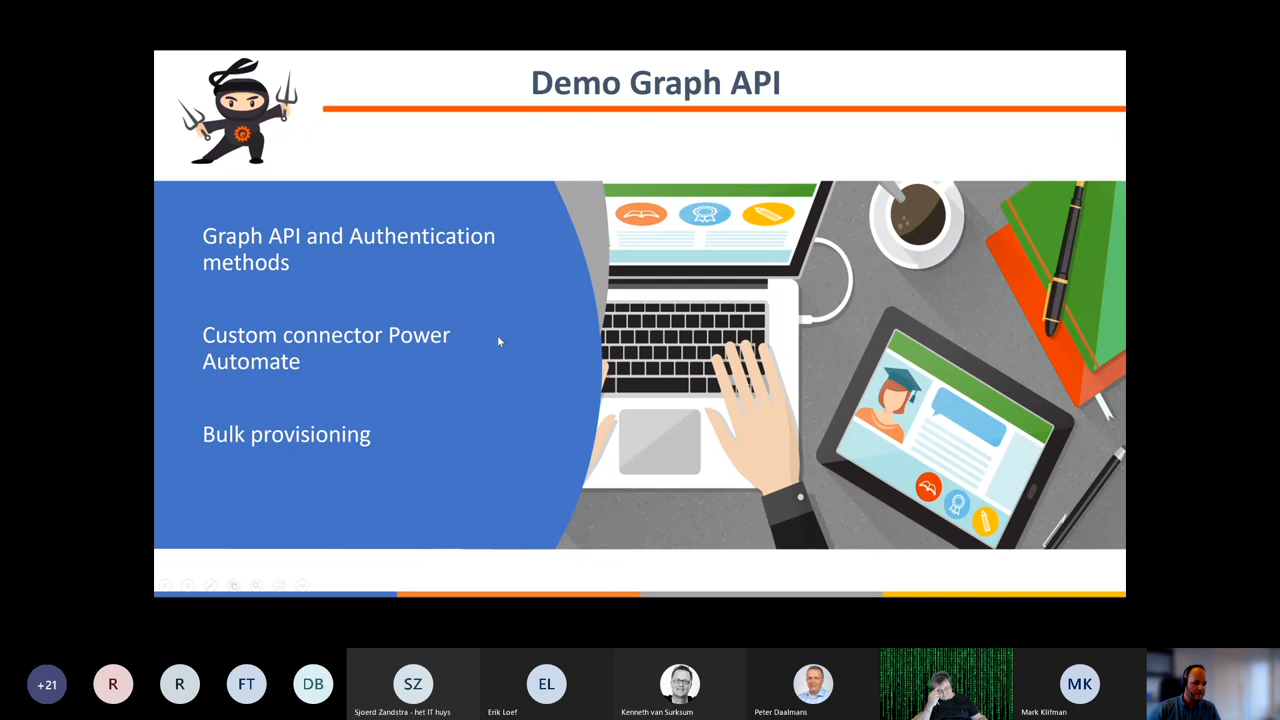 Demo Graph API
Graph API and Authentication
methods
Custom connector Power
Automate
Bulk provisioning
+21
R
R
FT
DB
SZ
EL
MK
Sjoerd Zandstra - het IT huys
Erik Loef
Kenneth van Surksum
Peter Daalmans
Mark Klifman